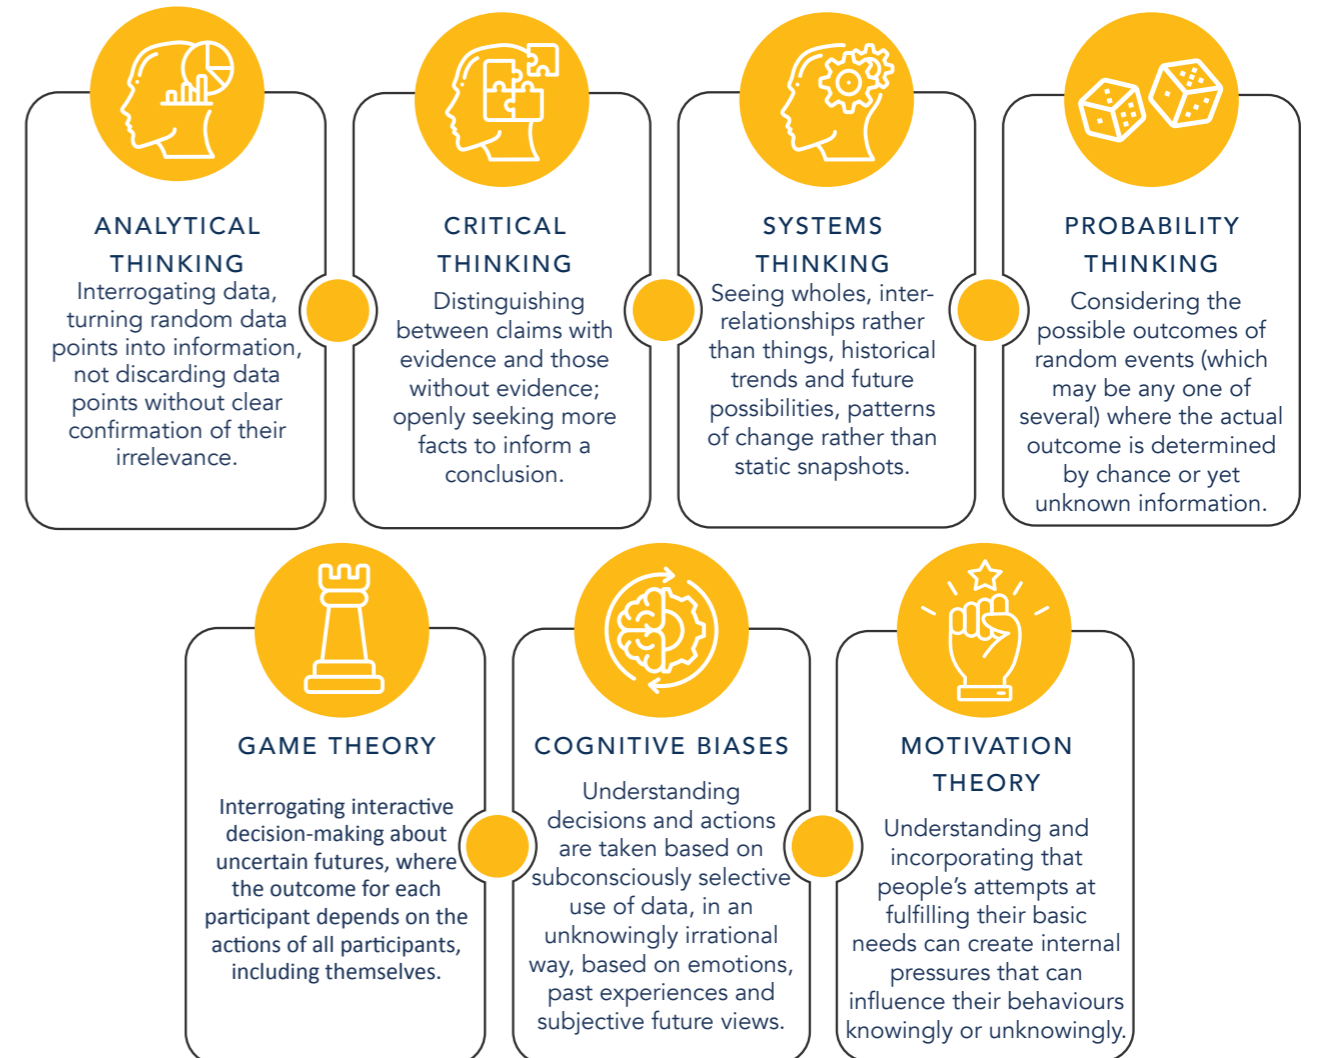 ANALYTICAL
THINKING
Interrogating data,
turning random data
points into information,
not discarding data
points without clear
confirmation of their
irrelevance.
CRITICAL
THINKING
Distinguishing
between claims with
evidence and those
without evidence;
openly seeking more
facts to inform a
conclusion.
SYSTEMS
THINKING
Seeing wholes, inter-
relationships rather
than things, historical
trends and future
possibilities, patterns
of change rather than
static snapshots.
PROBABILITY
THINKING
Considering the
possible outcomes of
random events (which
may be any one of
several) where the actual
outcome is determined
by chance or yet
unknown information.
GAME THEORY
Interrogating interactive
decision-making about
uncertain futures, where
the outcome for each
participant depends on the
actions of all participants,
including themselves.
COGNITIVE BIASES
Understanding
decisions and actions
are taken based on
subconsciously selective
use of data, in an
unknowingly irrational
way, based on emotions,
past experiences and
subjective future views.
MOTIVATION
THEORY
Understanding and
incorporating that
people's attempts at
fulfilling their basic
needs can create internal
pressures that can
influence their behaviours
knowingly or unknowingly.